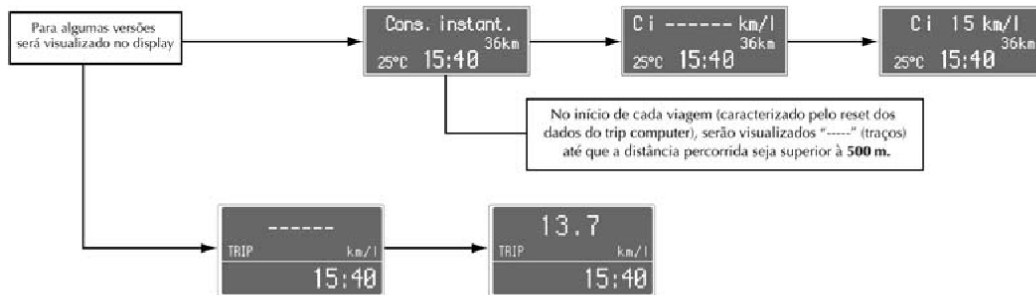 Para algumas versões
será visualizado no display
Cons. instant.
36km
25°C 15:40
Ci ------ km/l
36km
25°C 15:40
Ci 15 km/l
36km
25°C 15:40
No início de cada viagem (caracterizado pelo reset dos
dados do trip computer), serão visualizados "-----" (traços)
até que a distância percorrida seja superior à 500 m.
------
TRIP km/l
15:40
13.7
TRIP km/l
15:40